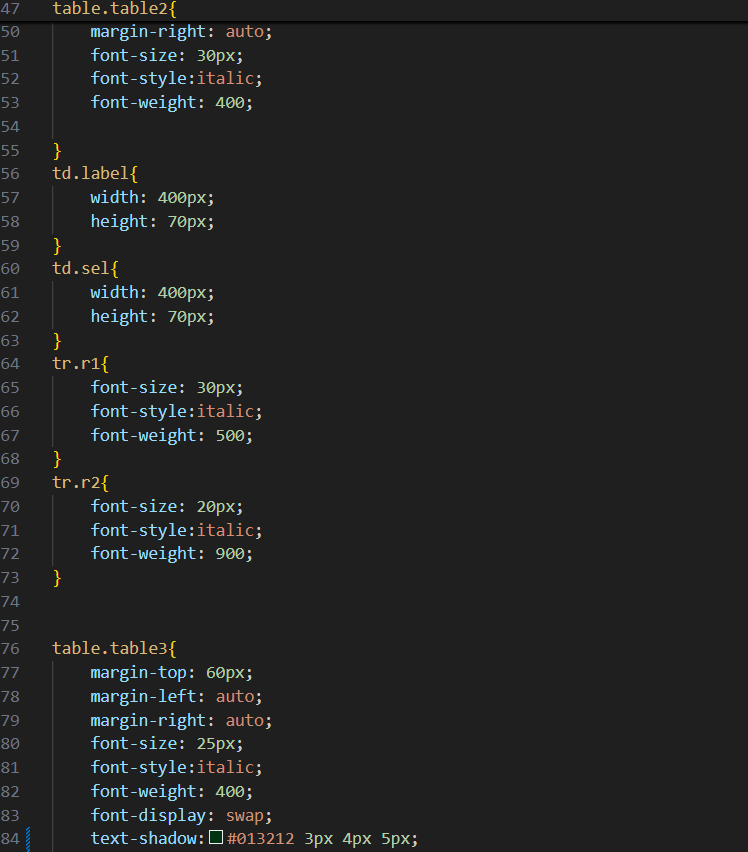 47 table.table2{
50 margin-right: auto;
51 font-size: 30px;
52 font-style:italic;
53 font-weight: 400;
54
55 }
56 td.label{
57 width: 400px;
58 height: 70px;
59 }
60 td.sel{
61 width: 400px;
62 height: 70px;
63 }
64 tr.r1{
65 font-size: 30px;
66 font-style:italic;
67 font-weight: 500;
68 }
69 tr.r2{
70 font-size: 20px;
71 font-style:italic;
72 font-weight: 900;
73 }
74
75
76 table.table3{
77 margin-top: 60px;
78 margin-left: auto;
79 margin-right: auto;
80 font-size: 25px;
81 font-style:italic;
82 font-weight: 400;
83 font-display: swap;
84 text-shadow: #013212 3px 4px 5px;